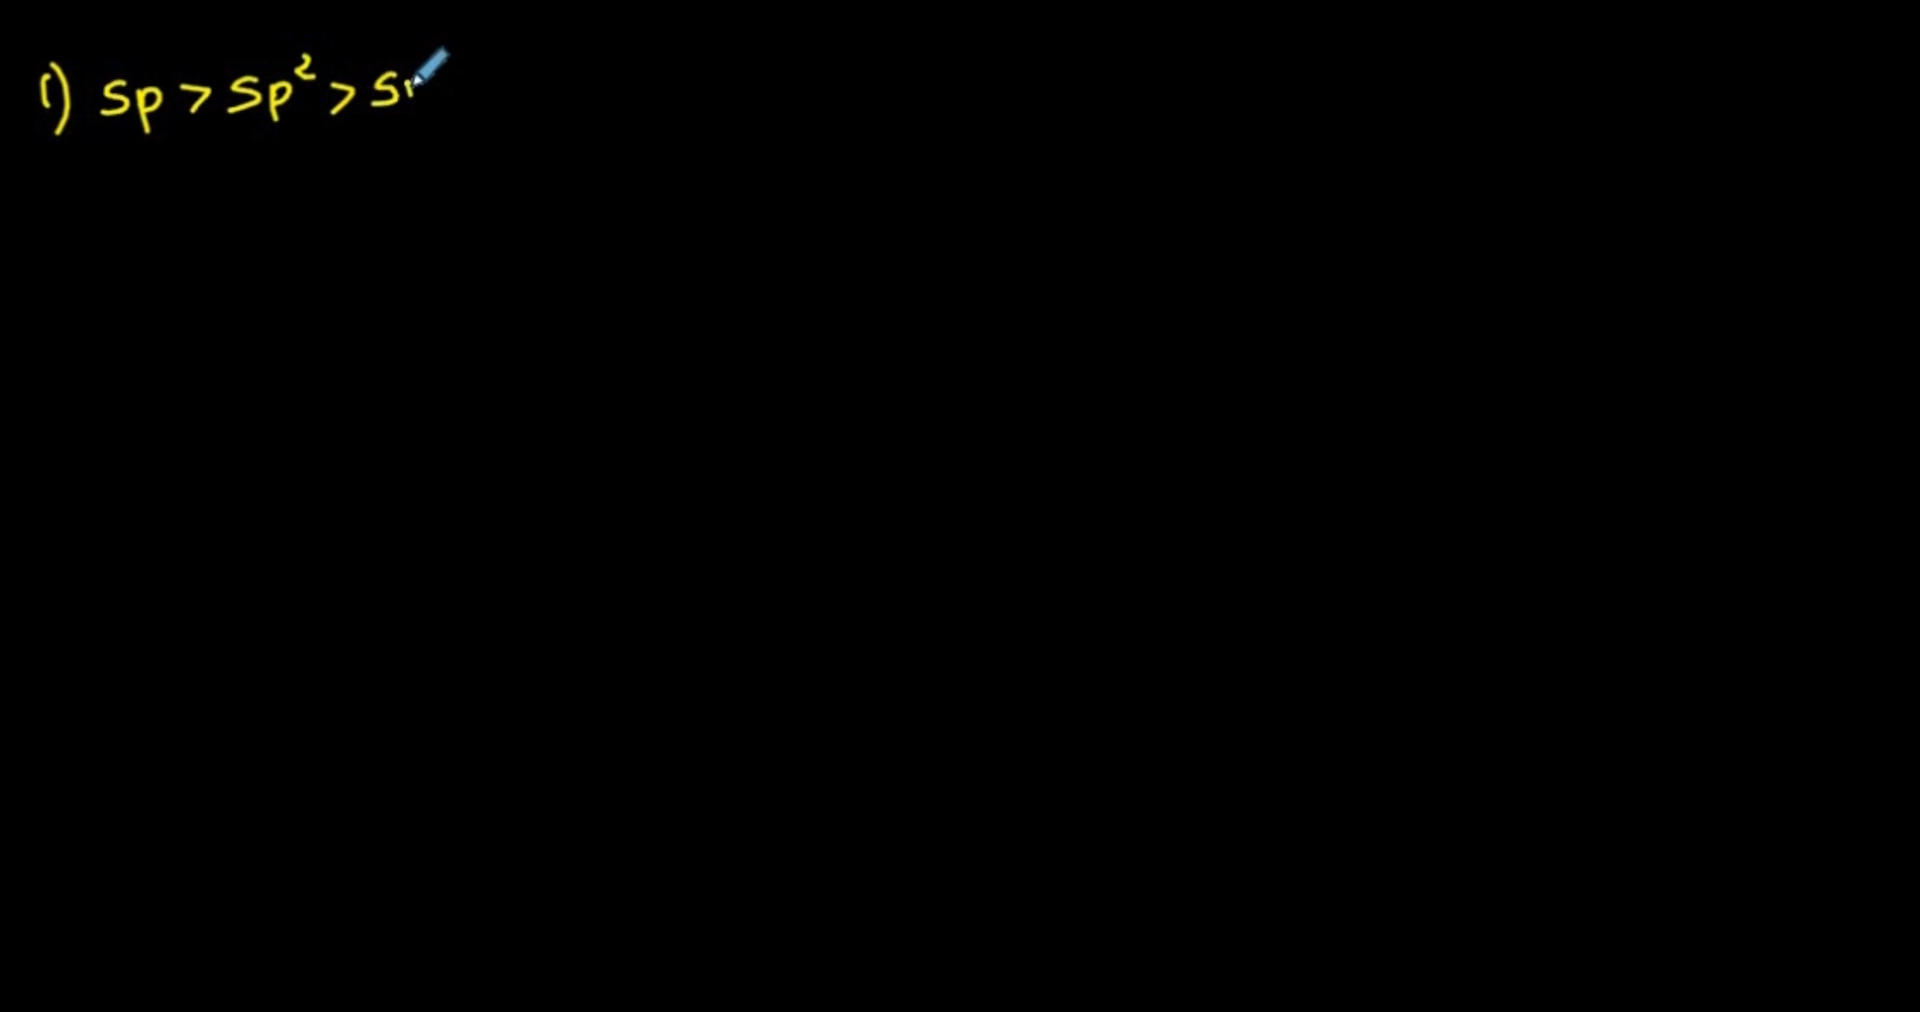 1) sp > sp² > s